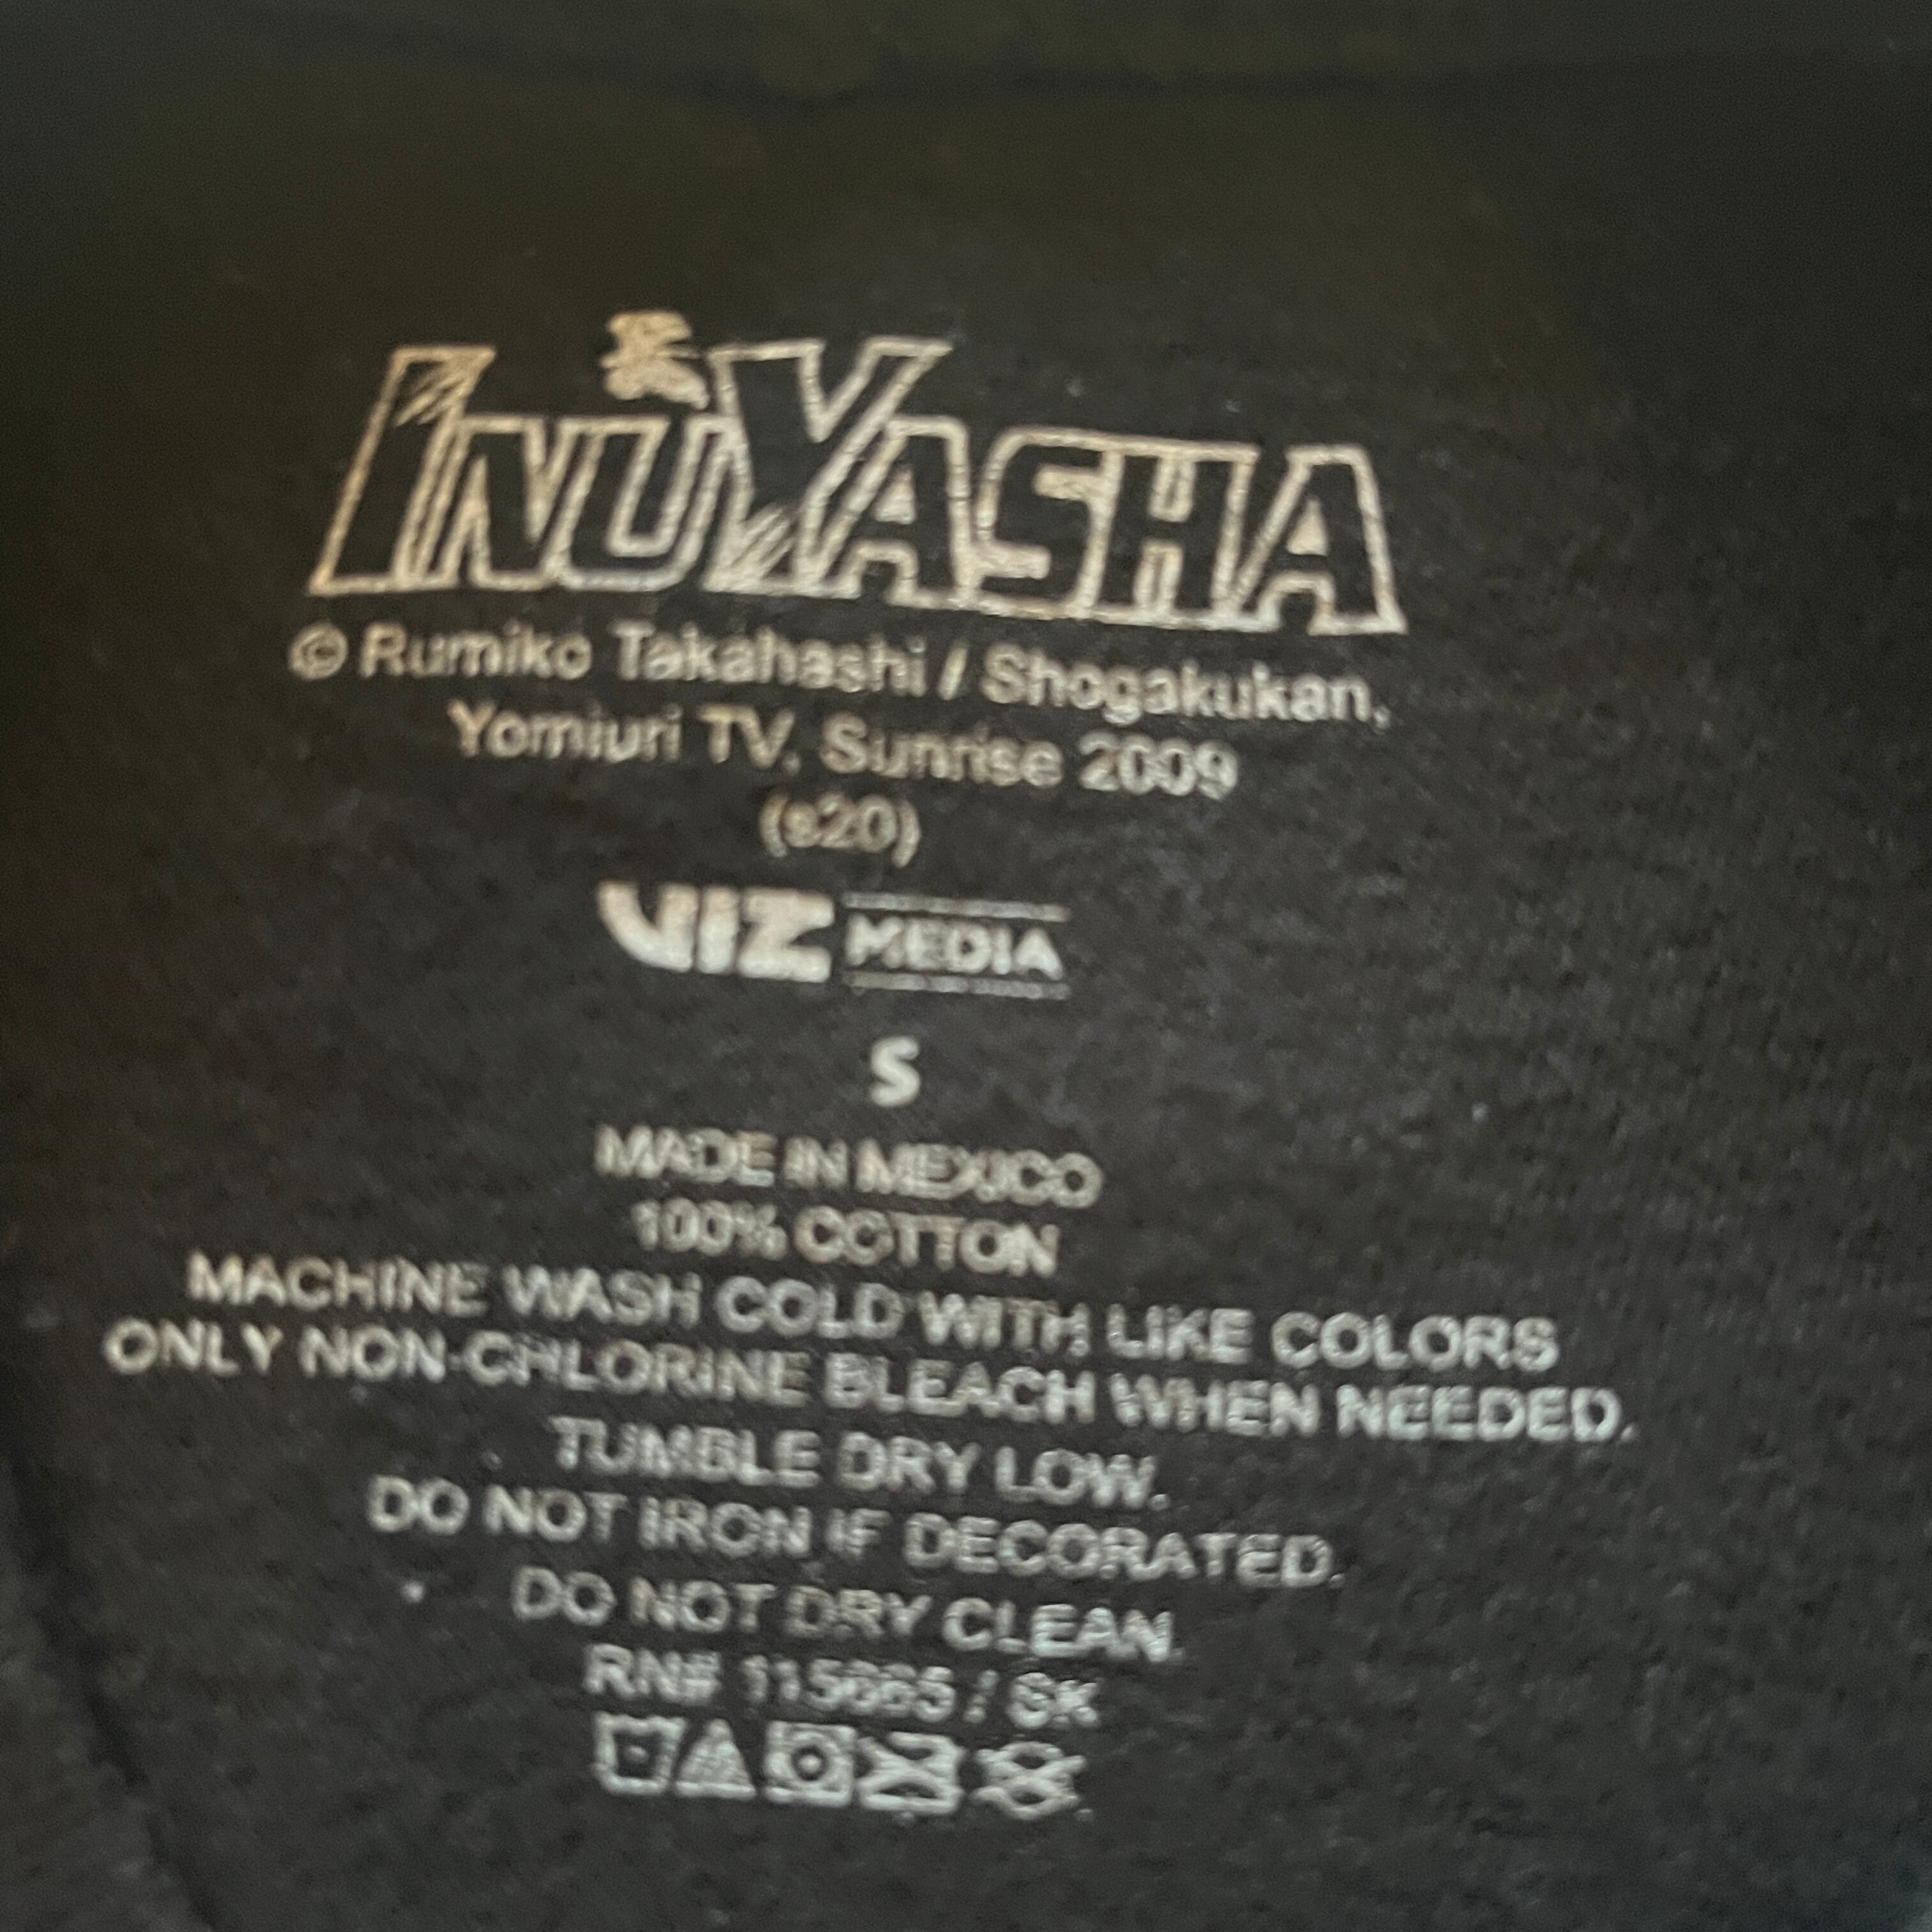 INUYASHA
© Rumiko Takahashi / Shogakukan,
Yomiuri TV, Sunrise 2009
(s20)
VIZ MEDIA
S
MADE IN MEXICO
100% COTTON
MACHINE WASH COLD WITH LIKE COLORS
ONLY NON-CHLORINE BLEACH WHEN NEEDED.
TUMBLE DRY LOW.
DO NOT IRON IF DECORATED.
DO NOT DRY CLEAN.
RN# / SK